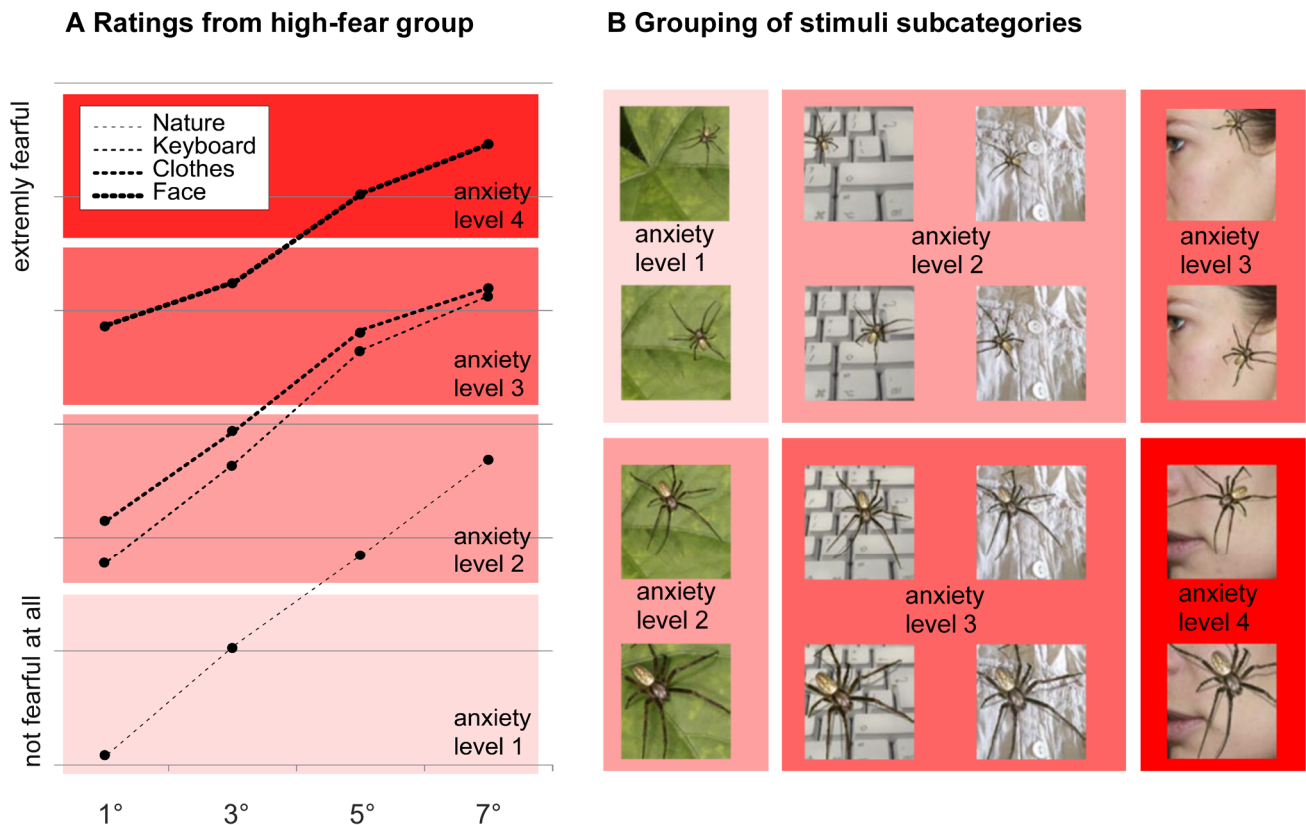 A Ratings from high-fear group
extremly fearful
not fearful at all
Nature
Keyboard
Clothes
Face
anxiety
level 4
anxiety
level 3
anxiety
level 2
anxiety
level 1
1°
3°
5°
7°
B Grouping of stimuli subcategories
anxiety
level 1
anxiety
level 2
anxiety
level 3
anxiety
level 2
anxiety
level 3
anxiety
level 4